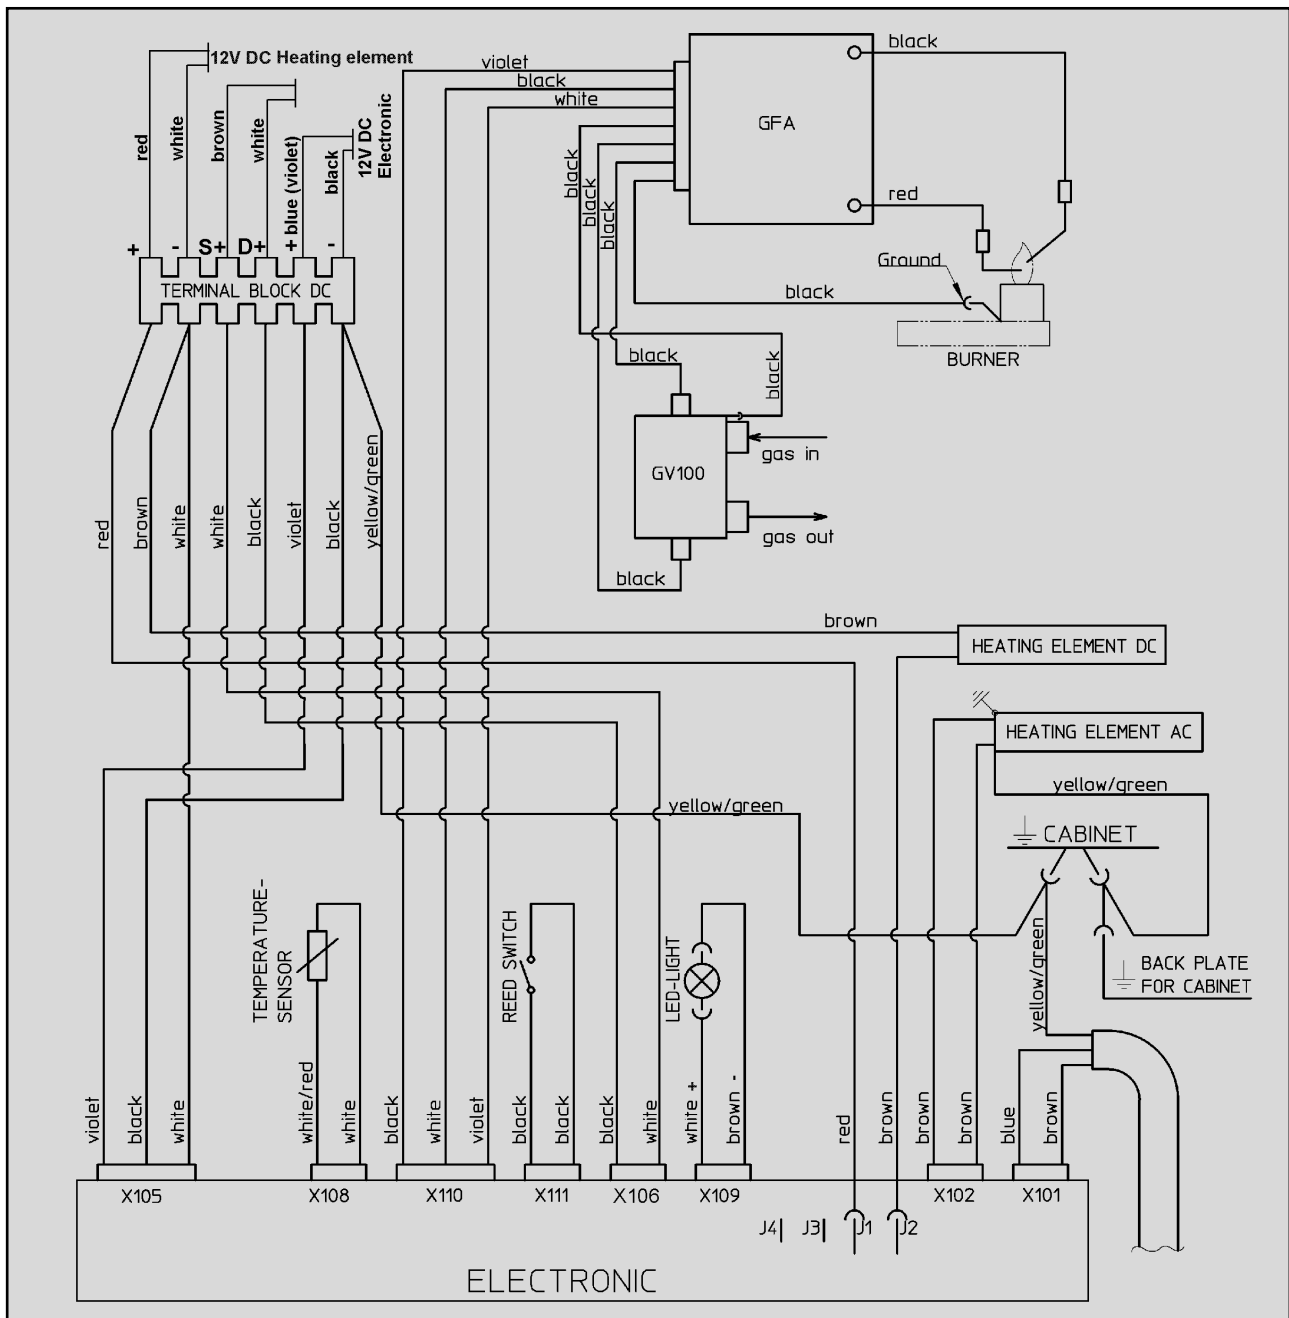 12V DC Heating element
red
white
brown
white
+ blue (violet)
black
12V DC
Electronic
+
-
S+
D+
-
TERMINAL BLOCK DC
violet
black
white
black
black
black
GFA
black
red
Ground
black
BURNER
black
black
GV100
gas in
gas out
black
red
brown
white
white
black
violet
black
yellow/green
brown
HEATING ELEMENT DC
HEATING ELEMENT AC
yellow/green
yellow/green
CABINET
yellow/green
BACK PLATE
FOR CABINET
TEMPERATURE-
SENSOR
REED SWITCH
LED-LIGHT
violet
black
white
white/red
white
black
white
violet
black
black
black
white
white +
brown -
red
brown
brown
brown
blue
brown
X105
X108
X110
X111
X106
X109
X102
X101
J4
J3
J1
J2
ELECTRONIC